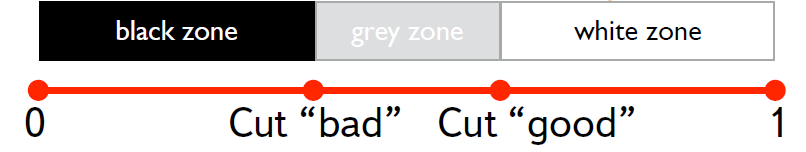 black zone grey zone white zone
0 Cut “bad” Cut “good” 1